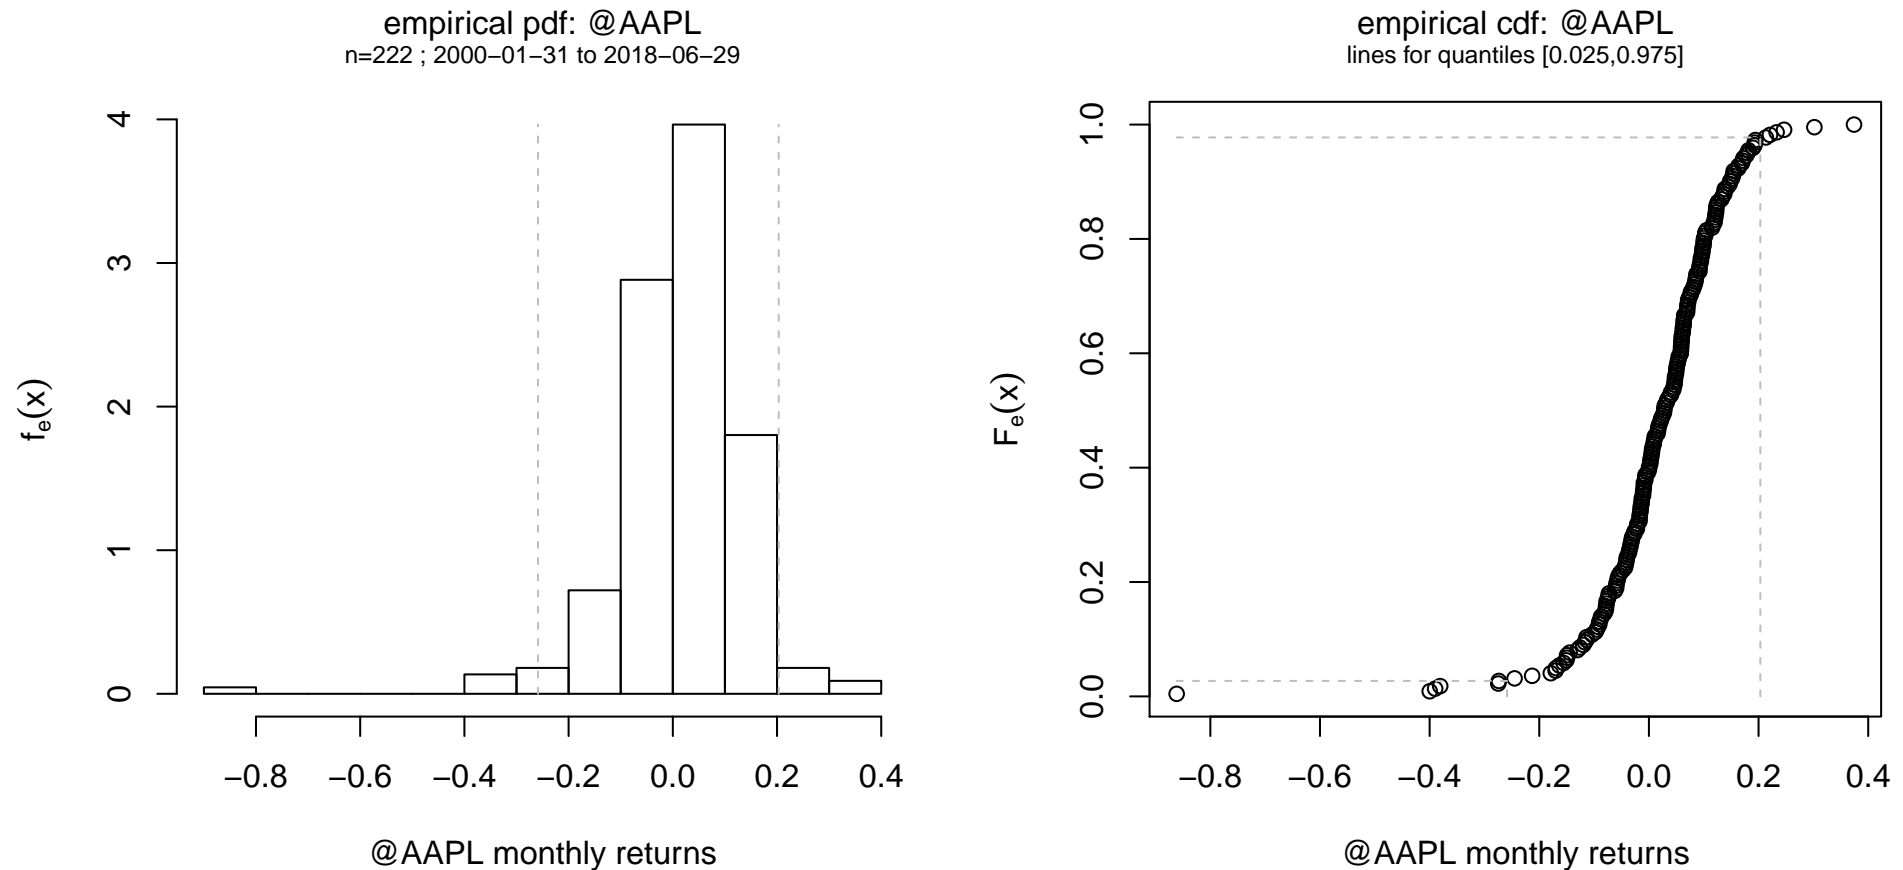 empirical pdf: @AAPL
n=222 ; 2000−01−31 to 2018−06−29
fe(x)
4
3
2
1
0
−0.8 −0.6 −0.4 −0.2 0.0 0.2 0.4
@AAPL monthly returns
empirical cdf: @AAPL
lines for quantiles [0.025,0.975]
Fe(x)
1.0
0.8
0.6
0.4
0.2
0.0
−0.8 −0.6 −0.4 −0.2 0.0 0.2 0.4
@AAPL monthly returns